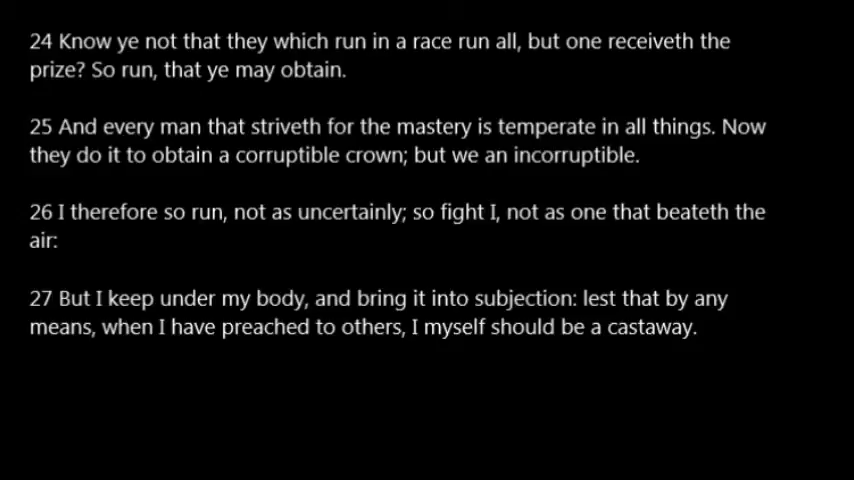 24 Know ye not that they which run in a race run all, but one receiveth the
prize? So run, that ye may obtain.
25 And every man that striveth for the mastery is temperate in all things. Now
they do it to obtain a corruptible crown; but we an incorruptible.
26 I therefore so run, not as uncertainly; so fight I, not as one that beateth the
air:
27 But I keep under my body, and bring it into subjection: lest that by any
means, when I have preached to others, I myself should be a castaway.